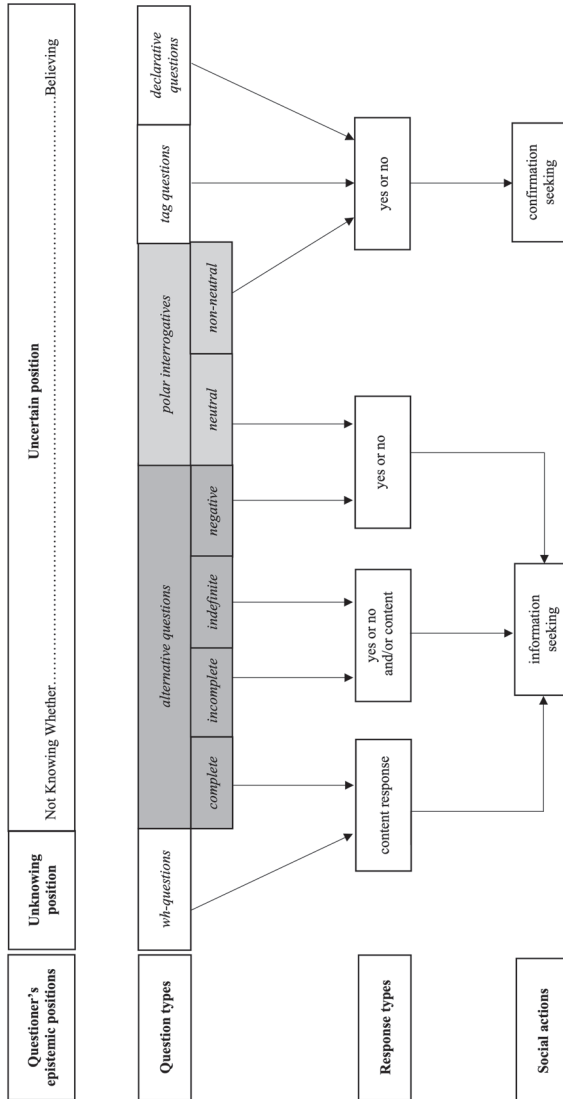 Questioner's
epistemic positions
Unknowing
position
Uncertain position
Not Knowing Whether................................................................................Believing
Question types
wh-questions
alternative questions
polar interrogatives
tag questions
declarative
questions
complete
incomplete
indefinite
negative
neutral
non-neutral
Response types
content response
yes or no
and/or content
yes or no
yes or no
Social actions
information
seeking
confirmation
seeking